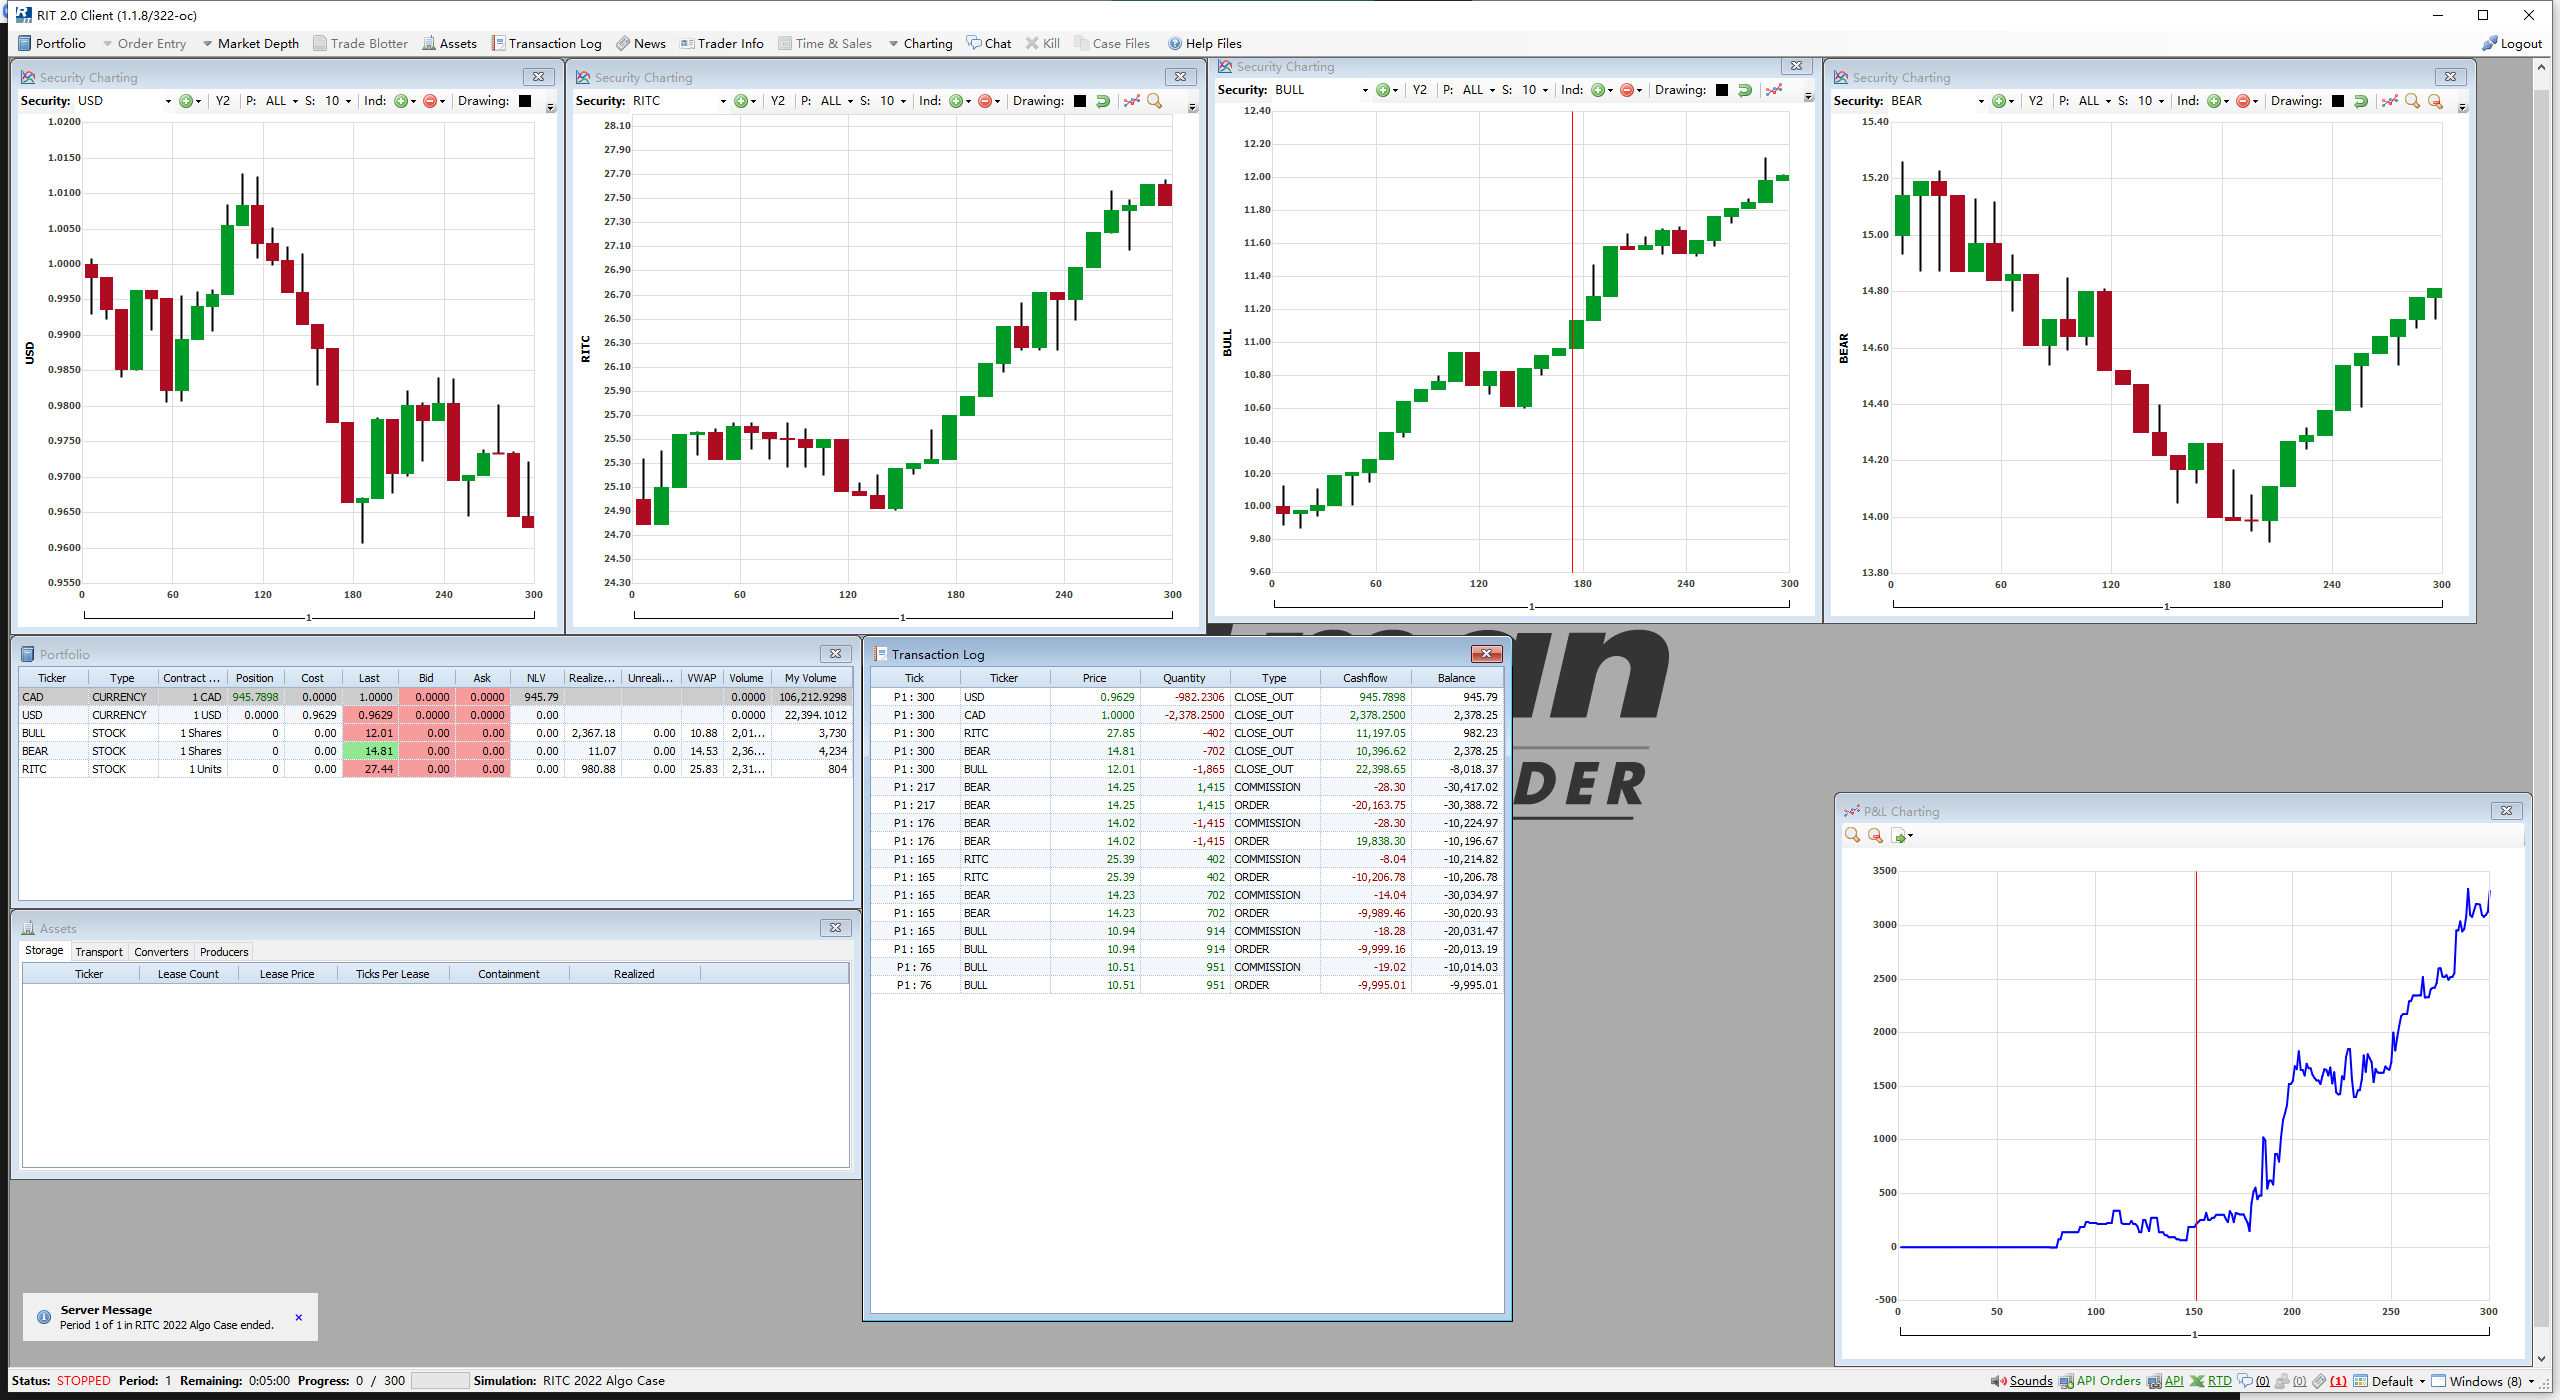 RIT 2.0 Client (1.1.8/322-oc)
Portfolio Order Entry Market Depth Trade Blotter Assets Transaction Log News Trader Info Time & Sales Charting Chat Kill Case Files Help Files Logout
Security Charting
Security: USD Y2 P: ALL S: 10 Ind: Drawing:
1.0200
1.0150
1.0100
1.0050
1.0000
0.9950
0.9900
0.9850
0.9800
0.9750
0.9700
0.9650
0.9600
0.9550
USD
0 60 120 180 240 300
1
Security Charting
Security: RITC Y2 P: ALL S: 10 Ind: Drawing:
28.10
27.90
27.70
27.50
27.30
27.10
26.90
26.70
26.50
26.30
26.10
25.90
25.70
25.50
25.30
25.10
24.90
24.70
24.50
24.30
RITC
0 60 120 180 240 300
1
Security Charting
Security: BULL Y2 P: ALL S: 10 Ind: Drawing:
12.40
12.20
12.00
11.80
11.60
11.40
11.20
11.00
10.80
10.60
10.40
10.20
10.00
9.80
9.60
BULL
0 60 120 180 240 300
1
Security Charting
Security: BEAR Y2 P: ALL S: 10 Ind: Drawing:
15.40
15.20
15.00
14.80
14.60
14.40
14.20
14.00
13.80
BEAR
0 60 120 180 240 300
1
Portfolio
Ticker Type Contract ... Position Cost Last Bid Ask NLV Realize... Unreali... VWAP Volume My Volume
CAD CURRENCY 1 CAD 945.7898 0.0000 1.0000 0.0000 0.0000 945.79 0.0000 106,212.9298
USD CURRENCY 1 USD 0.0000 0.9629 0.9629 0.0000 0.0000 0.00 0.0000 22,394.1012
BULL STOCK 1 Shares 0 0.00 12.01 0.00 0.00 0.00 2,367.18 0.00 10.88 2,01... 3,730
BEAR STOCK 1 Shares 0 0.00 14.81 0.00 0.00 0.00 11.07 0.00 14.53 2,36... 4,234
RITC STOCK 1 Units 0 0.00 27.44 0.00 0.00 0.00 980.88 0.00 25.83 2,31... 804
Assets
Storage Transport Converters Producers
Ticker Lease Count Lease Price Ticks Per Lease Containment Realized
Transaction Log
Tick Ticker Price Quantity Type Cashflow Balance
P1 : 300 USD 0.9629 -982.2306 CLOSE_OUT 945.7898 945.79
P1 : 300 CAD 1.0000 -2,378.2500 CLOSE_OUT 2,378.2500 2,378.25
P1 : 300 RITC 27.85 -402 CLOSE_OUT 11,197.05 982.23
P1 : 300 BEAR 14.81 -702 CLOSE_OUT 10,396.62 2,378.25
P1 : 300 BULL 12.01 -1,865 CLOSE_OUT 22,398.65 -8,018.37
P1 : 217 BEAR 14.25 1,415 COMMISSION -28.30 -30,417.02
P1 : 217 BEAR 14.25 1,415 ORDER -20,163.75 -30,388.72
P1 : 176 BEAR 14.02 -1,415 COMMISSION -28.30 -10,224.97
P1 : 176 BEAR 14.02 -1,415 ORDER 19,838.30 -10,196.67
P1 : 165 RITC 25.39 402 COMMISSION -8.04 -10,214.82
P1 : 165 RITC 25.39 402 ORDER -10,206.78 -10,206.78
P1 : 165 BEAR 14.23 702 COMMISSION -14.04 -30,034.97
P1 : 165 BEAR 14.23 702 ORDER -9,989.46 -30,020.93
P1 : 165 BULL 10.94 914 COMMISSION -18.28 -20,031.47
P1 : 165 BULL 10.94 914 ORDER -9,999.16 -20,013.19
P1 : 76 BULL 10.51 951 COMMISSION -19.02 -10,014.03
P1 : 76 BULL 10.51 951 ORDER -9,995.01 -9,995.01
DER
P&L Charting
3500
3000
2500
2000
1500
1000
500
0
-500
0 50 100 150 200 250 300
1
Server Message
Period 1 of 1 in RITC 2022 Algo Case ended.
Status: STOPPED Period: 1 Remaining: 0:05:00 Progress: 0 / 300 Simulation: RITC 2022 Algo Case Sounds API Orders API RTD (0) (0) (1) Default Windows (8)